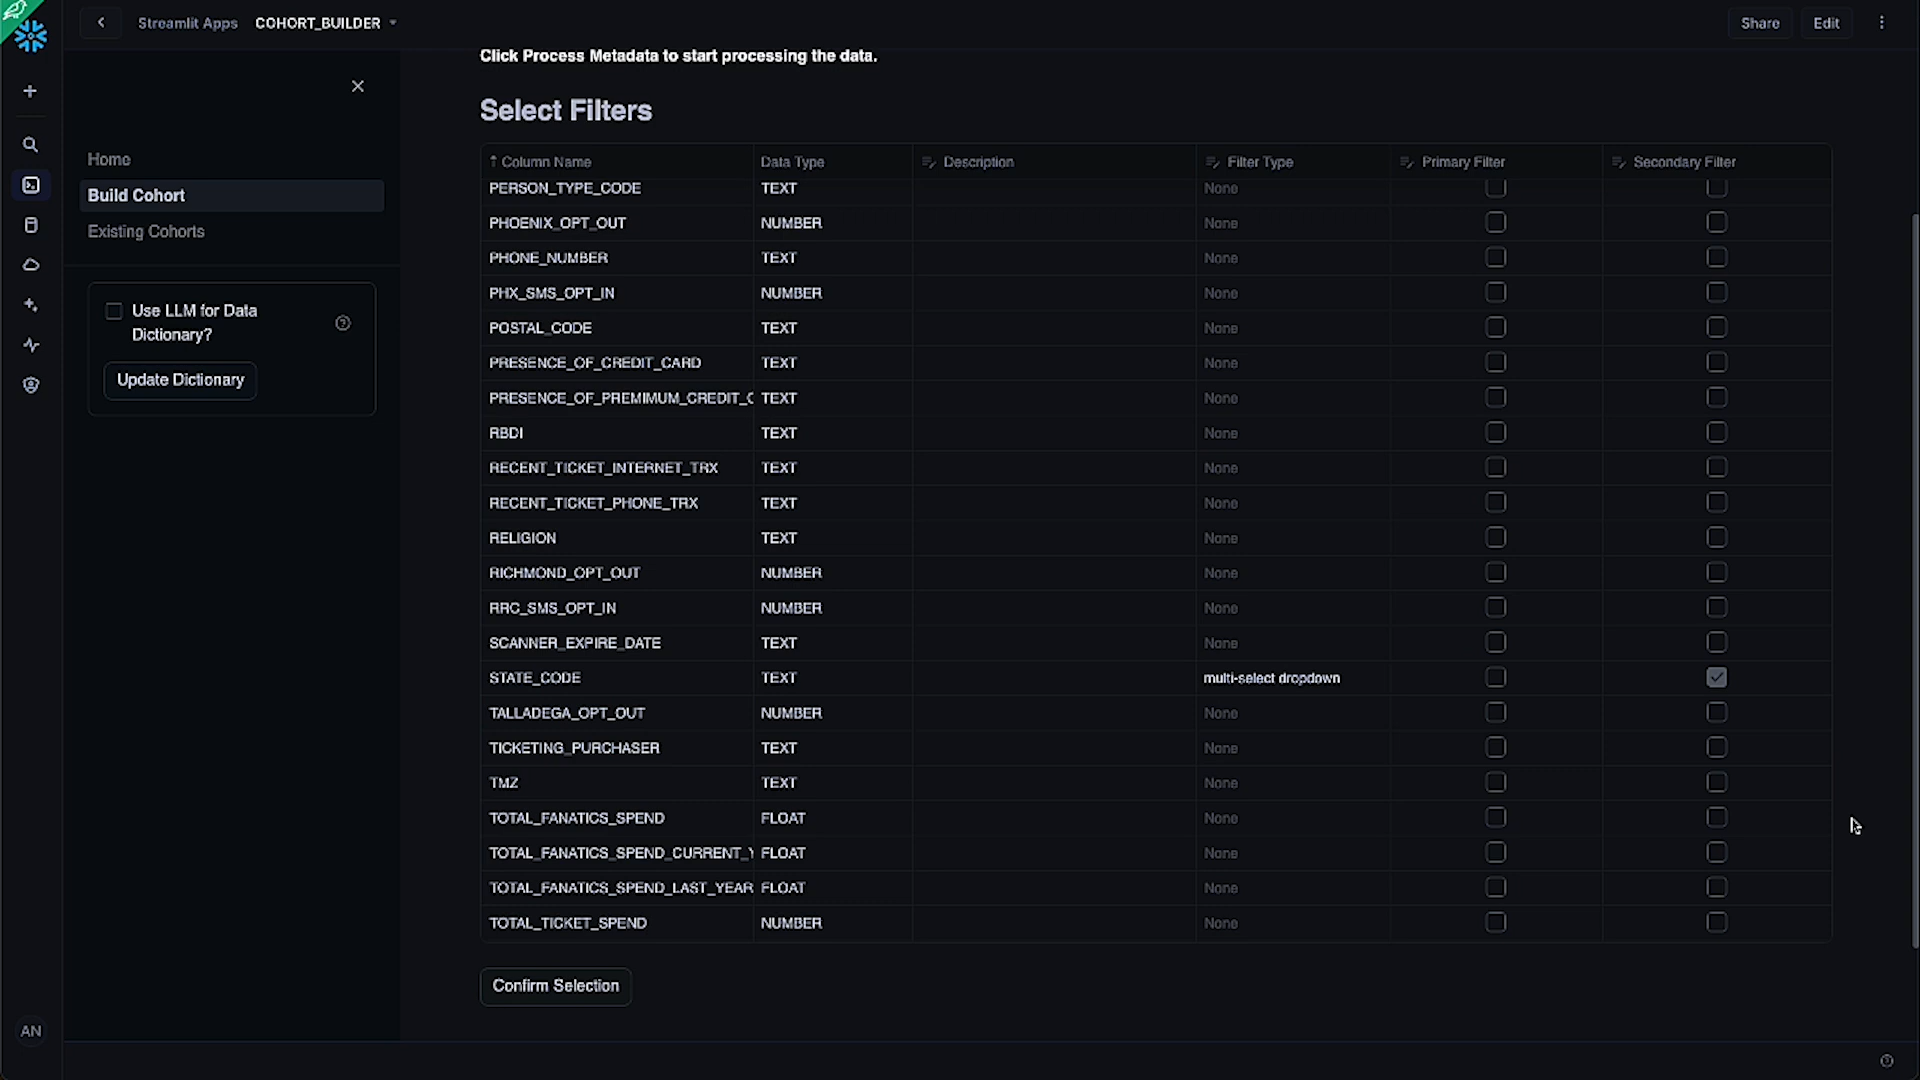 Streamlit Apps COHORT_BUILDER Share Edit
Home
Build Cohort
Existing Cohorts
Use LLM for Data
Dictionary?
Update Dictionary
AN
Click Process Metadata to start processing the data.
Select Filters
Column Name Data Type Description Filter Type Primary Filter Secondary Filter
PERSON_TYPE_CODE TEXT None
PHOENIX_OPT_OUT NUMBER None
PHONE_NUMBER TEXT None
PHX_SMS_OPT_IN NUMBER None
POSTAL_CODE TEXT None
PRESENCE_OF_CREDIT_CARD TEXT None
PRESENCE_OF_PREMIMUM_CREDIT_C TEXT None
RBDI TEXT None
RECENT_TICKET_INTERNET_TRX TEXT None
RECENT_TICKET_PHONE_TRX TEXT None
RELIGION TEXT None
RICHMOND_OPT_OUT NUMBER None
RRC_SMS_OPT_IN NUMBER None
SCANNER_EXPIRE_DATE TEXT None
STATE_CODE TEXT multi-select dropdown
TALLADEGA_OPT_OUT NUMBER None
TICKETING_PURCHASER TEXT None
TMZ TEXT None
TOTAL_FANATICS_SPEND FLOAT None
TOTAL_FANATICS_SPEND_CURRENT_Y FLOAT None
TOTAL_FANATICS_SPEND_LAST_YEAR FLOAT None
TOTAL_TICKET_SPEND NUMBER None
Confirm Selection